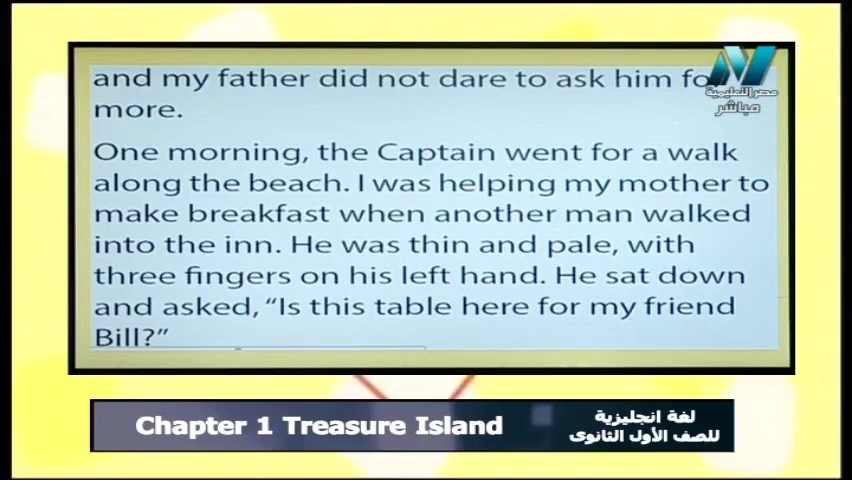 and my father did not dare to ask him
more.
One morning, the Captain went for a walk
along the beach. I was helping my mother to
make breakfast when another man walked
into the inn. He was thin and pale, with
three fingers on his left hand. He sat down
and asked, “Is this table here for my friend
Bill?”
مصر التعليمية
مباشر
Chapter 1 Treasure Island
لغة انجليزية
للصف الأول الثانوى